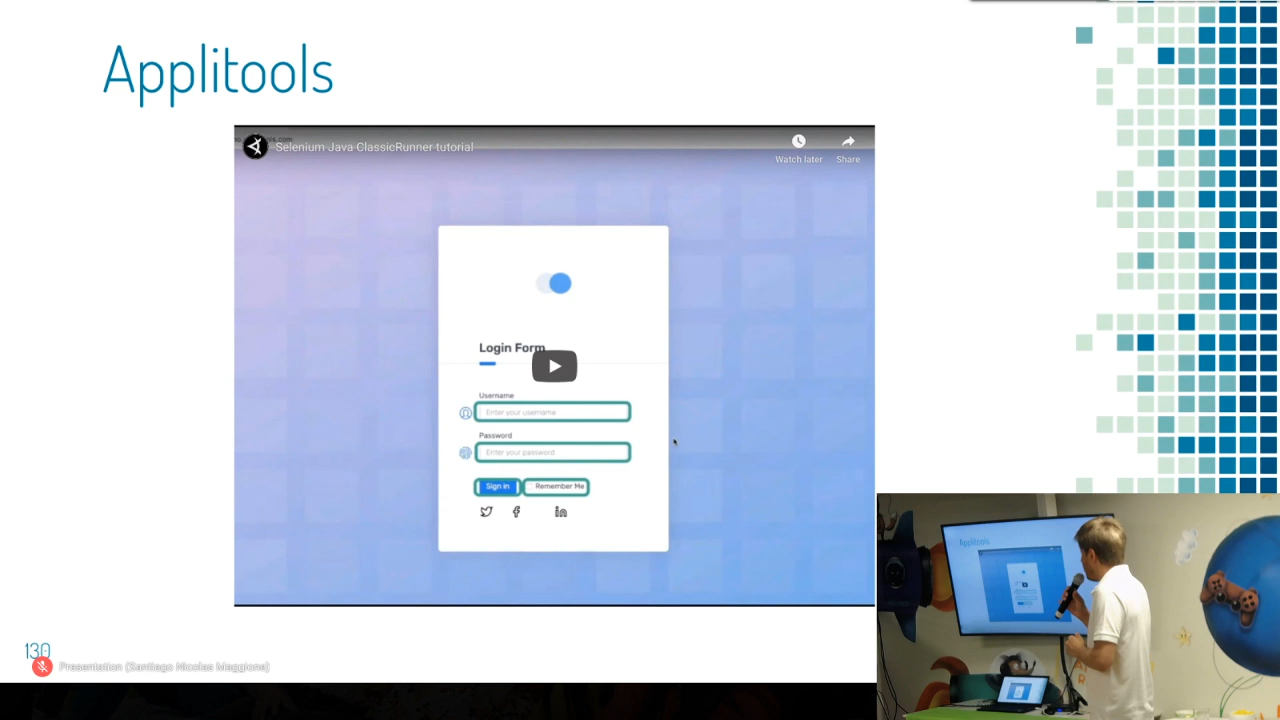 Applitools
Selenium Java ClassicRunner tutorial
Watch later
Share
Login Form
Username
Enter your username
Password
Enter your password
Sign in
Remember Me
130
Presentation (Santiago Nicolas Maggione)
Applitools